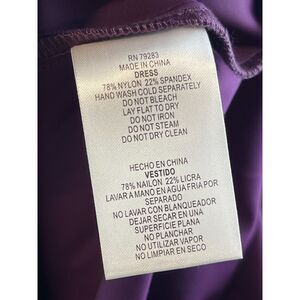 RN 79283
MADE IN CHINA
DRESS
78% NYLON 22% SPANDEX
HAND WASH COLD SEPARATELY
DO NOT BLEACH
LAY FLAT TO DRY
DO NOT IRON
DO NOT STEAM
DO NOT DRY CLEAN
HECHO EN CHINA
VESTIDO
78% NAILON 22% LICRA
LAVAR A MANO EN AGUA FRIA POR
SEPARADO
NO LAVAR CON BLANQUEADOR
DEJAR SECAR EN UNA
SUPERFICIE PLANA
NO PLANCHAR
NO UTILIZAR VAPOR
NO LIMPIAR EN SECO